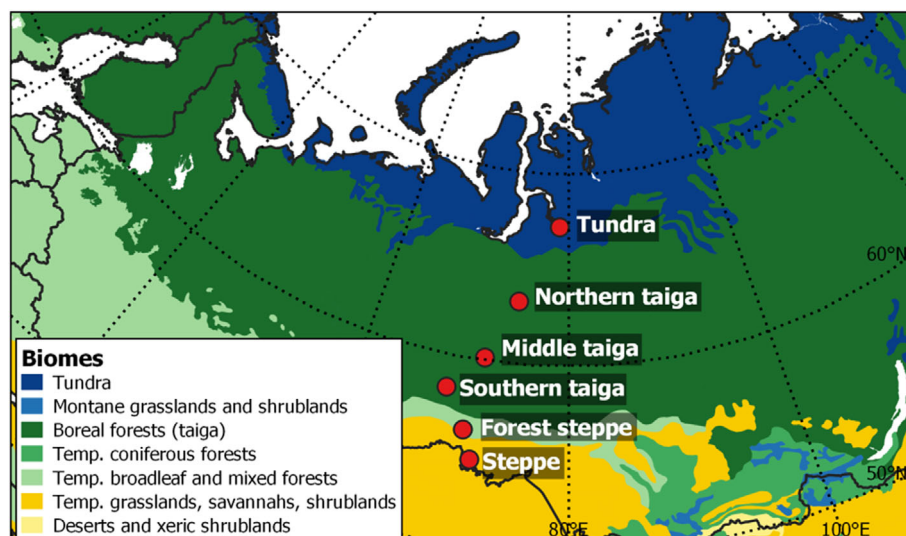 Tundra
60°N
Northern taiga
Middle taiga
Southern taiga
Forest steppe
Steppe
50°N
80°E
100°E
Biomes
Tundra
Montane grasslands and shrublands
Boreal forests (taiga)
Temp. coniferous forests
Temp. broadleaf and mixed forests
Temp. grasslands, savannahs, shrublands
Deserts and xeric shrublands